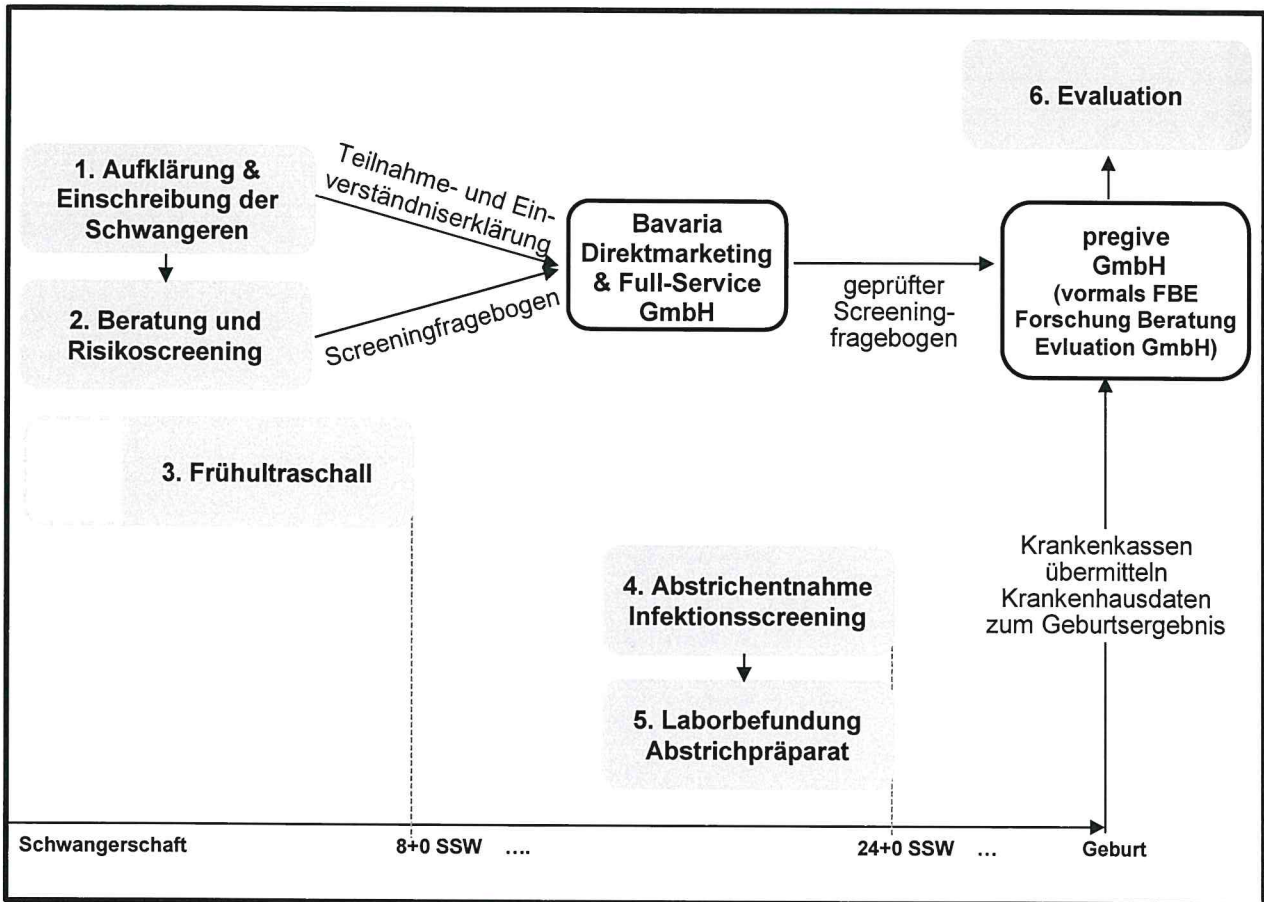 6. Evaluation
1. Aufklärung &
Einschreibung der
Schwangeren
Teilnahme- und Ein-
verständniserklärung
2. Beratung und
Risikoscreening
Screeningfragebogen
Bavaria
Direktmarketing
& Full-Service
GmbH
geprüfter
Screening-
fragebogen
pregive
GmbH
(vormals FBE
Forschung Beratung
Evluation GmbH)
3. Frühultraschall
4. Abstrichentnahme
Infektionsscreening
5. Laborbefundung
Abstrichpräparat
Krankenkassen
übermitteln
Krankenhausdaten
zum Geburtsergebnis
Schwangerschaft 8+0 SSW .... 24+0 SSW ... Geburt